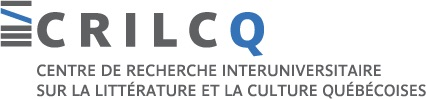 CRILCQ
CENTRE DE RECHERCHE INTERUNIVERSITAIRE
SUR LA LITTÉRATURE ET LA CULTURE QUÉBÉCOISES